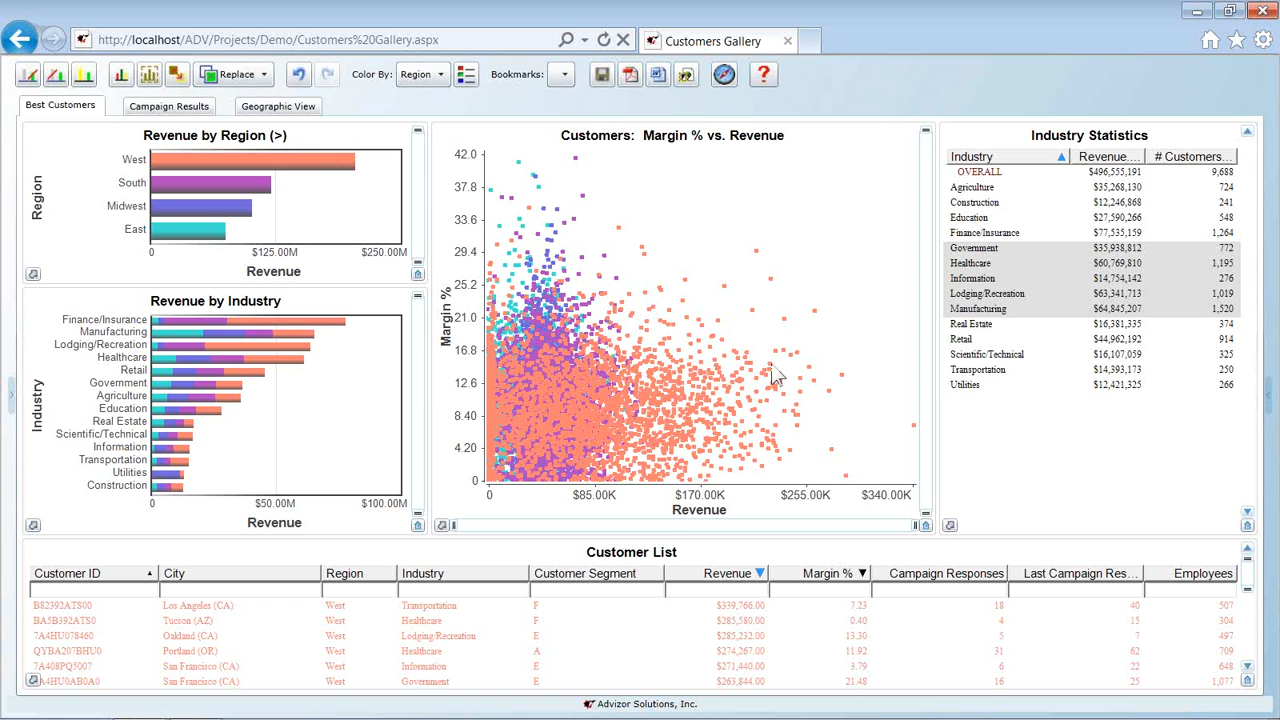 http://localhost/ADV/Projects/Demo/Customers%20Gallery.aspx
Customers Gallery
Replace
Color By: Region
Bookmarks:
Best Customers Campaign Results Geographic View
Revenue by Region (>)
Region
West
South
Midwest
East
0 $125.00M $250.00M
Revenue
Revenue by Industry
Industry
Finance/Insurance
Manufacturing
Lodging/Recreation
Healthcare
Retail
Government
Agriculture
Education
Real Estate
Scientific/Technical
Information
Transportation
Utilities
Construction
0 $50.00M $100.00M
Revenue
Customers: Margin % vs. Revenue
Margin %
42.0
37.8
33.6
29.4
25.2
21.0
16.8
12.6
8.40
4.20
0
0 $85.00K $170.00K $255.00K $340.00K
Revenue
Industry Statistics
Industry Revenue.... # Customers...
OVERALL $496,555,191 9,688
Agriculture $35,268,130 724
Construction $12,246,868 241
Education $27,590,266 548
Finance/Insurance $77,535,159 1,264
Government $35,938,812 772
Healthcare $60,769,810 1,195
Information $14,754,142 276
Lodging/Recreation $63,341,713 1,019
Manufacturing $64,845,207 1,520
Real Estate $16,381,335 374
Retail $44,962,192 914
Scientific/Technical $16,107,059 325
Transportation $14,393,173 250
Utilities $12,421,325 266
Customer List
Customer ID City Region Industry Customer Segment Revenue Margin % Campaign Responses Last Campaign Res... Employees
B82392ATS00 Los Angeles (CA) West Transportation F $339,766.00 7.23 18 40 507
BA5B392ATS0 Tucson (AZ) West Healthcare F $285,580.00 0.40 4 15 304
7A4HU078460 Oakland (CA) West Lodging/Recreation E $285,232.00 13.30 5 7 497
QYBA207BHU0 Portland (OR) West Healthcare A $274,267.00 11.92 31 62 709
7A408PQ5007 San Francisco (CA) West Information E $271,440.00 3.79 6 22 648
A4HU0AB0A0 San Francisco (CA) West Government E $263,844.00 21.48 16 25 1,077
Advizor Solutions, Inc.